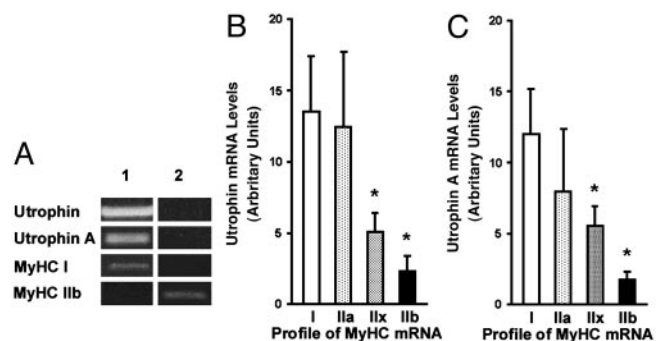 A
1 2
Utrophin
Utrophin A
MyHC I
MyHC IIb
B
Utrophin mRNA Levels
(Arbritary Units)
20
15
10
5
0
* *
I IIa IIx IIb
Profile of MyHC mRNA
C
Utrophin A mRNA Levels
(Arbritary Units)
20
15
10
5
0
* *
I IIa IIx IIb
Profile of MyHC mRNA